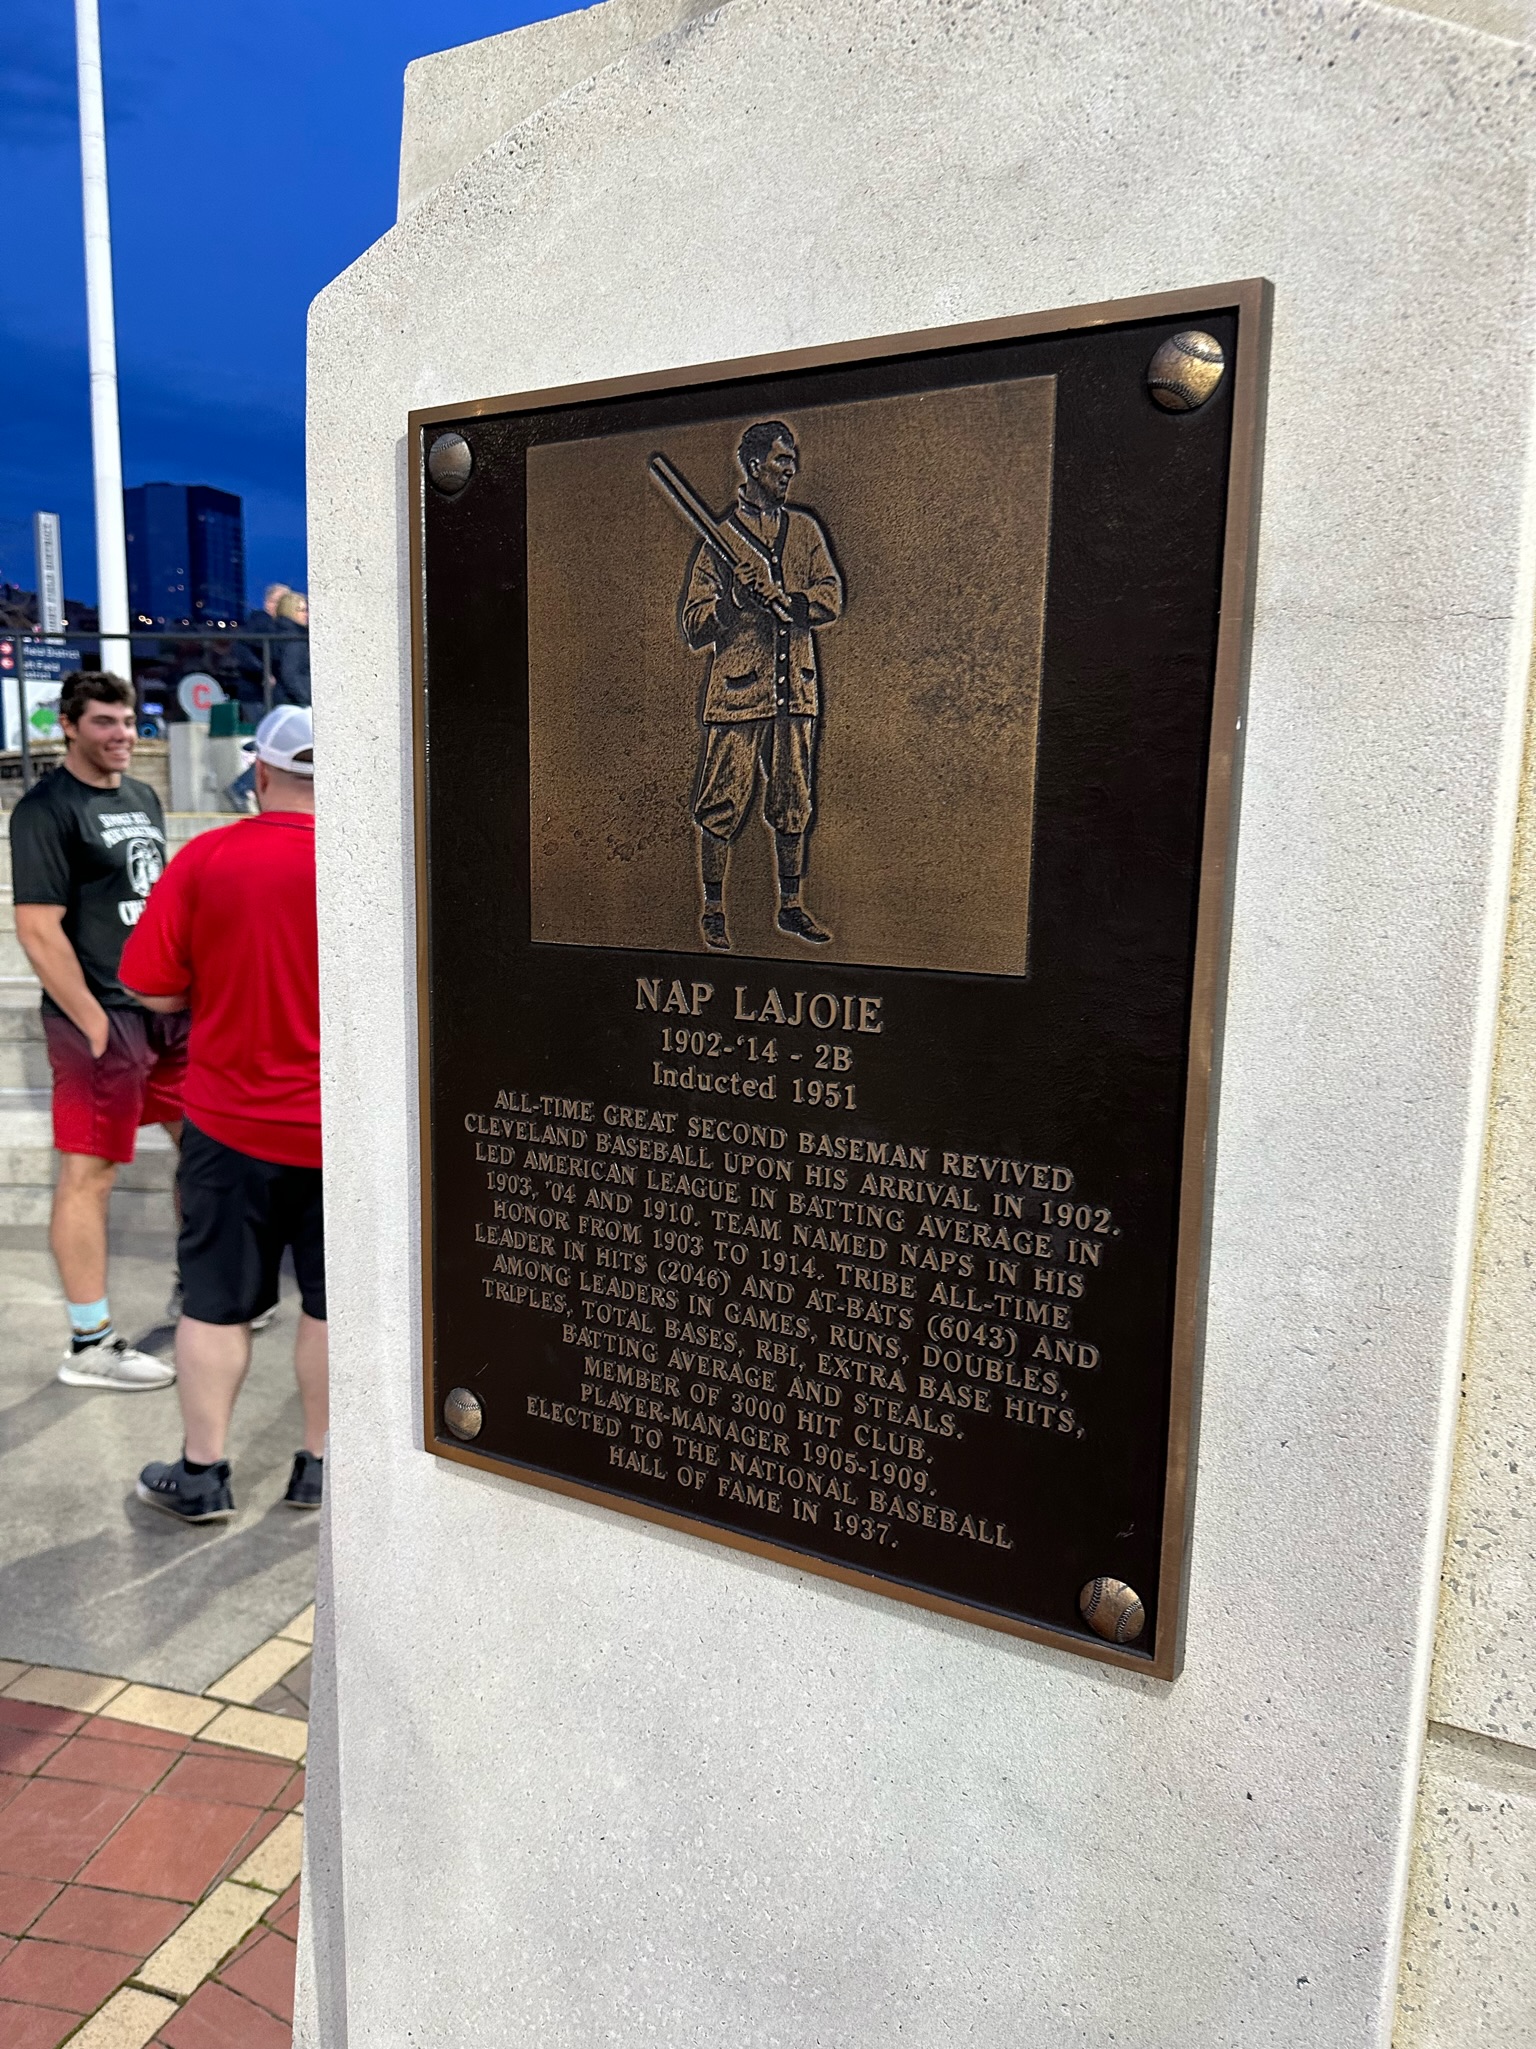 NAP LAJOIE
1902-'14 - 2B
Inducted 1951
ALL-TIME GREAT SECOND BASEMAN REVIVED
CLEVELAND BASEBALL UPON HIS ARRIVAL IN 1902.
LED AMERICAN LEAGUE IN BATTING AVERAGE IN
1903, '04 AND 1910. TEAM NAMED NAPS IN HIS
HONOR FROM 1903 TO 1914. TRIBE ALL-TIME
LEADER IN HITS (2046) AND AT-BATS (6043) AND
AMONG LEADERS IN GAMES, RUNS, DOUBLES,
TRIPLES, TOTAL BASES, RBI, EXTRA BASE HITS,
BATTING AVERAGE AND STEALS.
MEMBER OF 3000 HIT CLUB.
PLAYER-MANAGER 1905-1909.
ELECTED TO THE NATIONAL BASEBALL
HALL OF FAME IN 1937.
District
Field
C